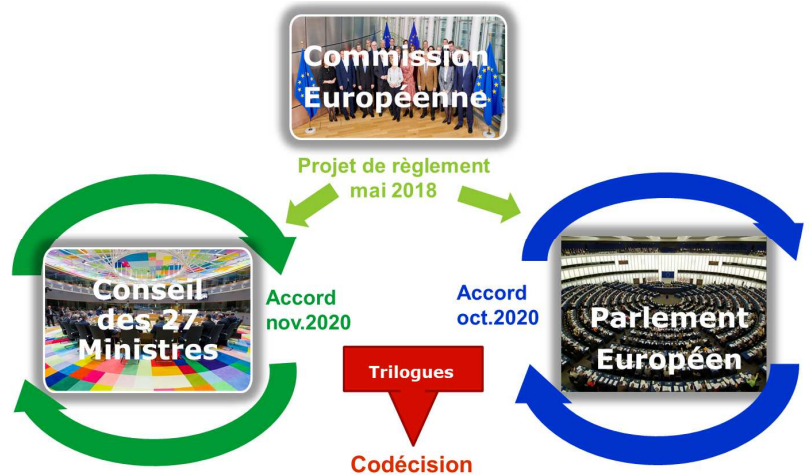 Commission
Européenne
Projet de règlement
mai 2018
Conseil
des 27
Ministres
Accord
nov.2020
Accord
oct.2020
Parlement
Européen
Trilogues
Codécision